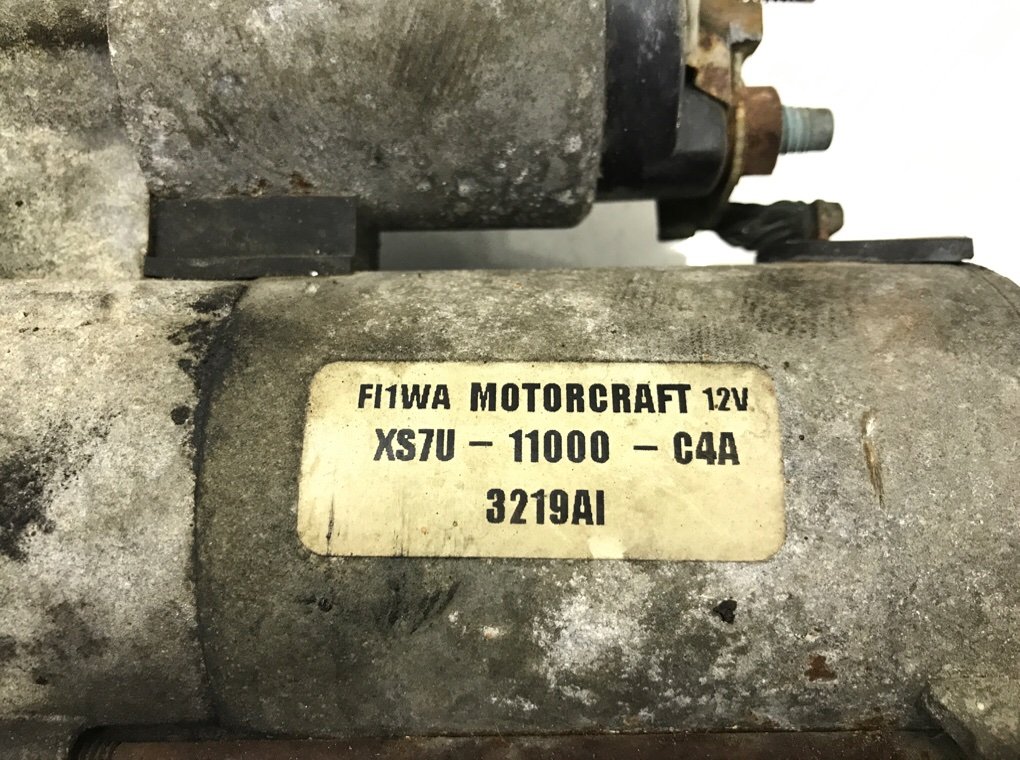 FI1WA MOTORCRAFT 12V
XS7U - 11000 - C4A
3219AI